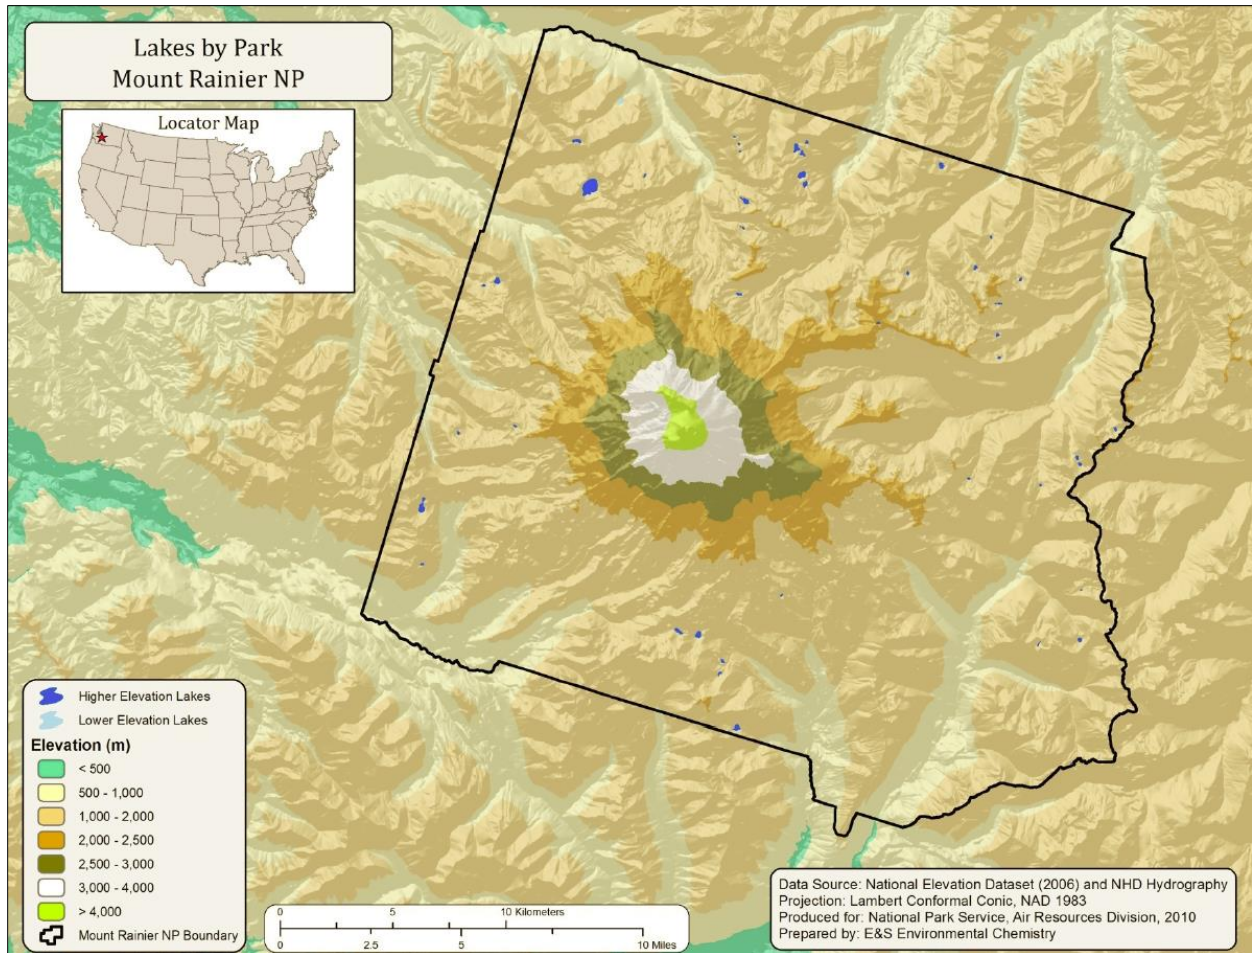 Lakes by Park
Mount Rainier NP
Locator Map
Higher Elevation Lakes
Lower Elevation Lakes
Elevation (m)
< 500
500 - 1,000
1,000 - 2,000
2,000 - 2,500
2,500 - 3,000
3,000 - 4,000
> 4,000
Mount Rainier NP Boundary
0 5 10 Kilometers
0 2.5 5 10 Miles
Data Source: National Elevation Dataset (2006) and NHD Hydrography
Projection: Lambert Conformal Conic, NAD 1983
Produced for: National Park Service, Air Resources Division, 2010
Prepared by: E&S Environmental Chemistry